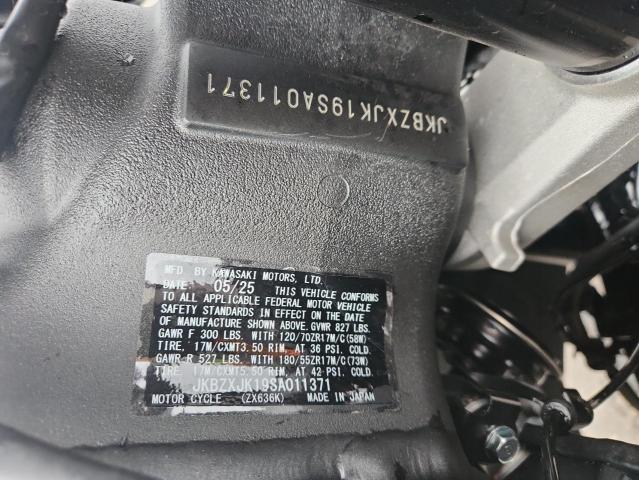 JKBZXJK19SA011371
MFD. BY KAWASAKI MOTORS, LTD.
DATE: 05/25 THIS VEHICLE CONFORMS
TO ALL APPLICABLE FEDERAL MOTOR VEHICLE
SAFETY STANDARDS IN EFFECT ON THE DATE
OF MANUFACTURE SHOWN ABOVE. GVWR 827 LBS.
GAWR F 300 LBS. WITH 120/70ZR17M/C(58W)
TIRE, 17M/CXMT3.50 RIM, AT 36 PSI COLD.
GAWR R 527 LBS. WITH 180/55ZR17M/C(73W)
TIRE, 17M/CXMT5.50 RIM, AT 42 PSI COLD.
JKBZXJK19SA011371
MOTOR CYCLE (ZX636K) MADE IN JAPAN